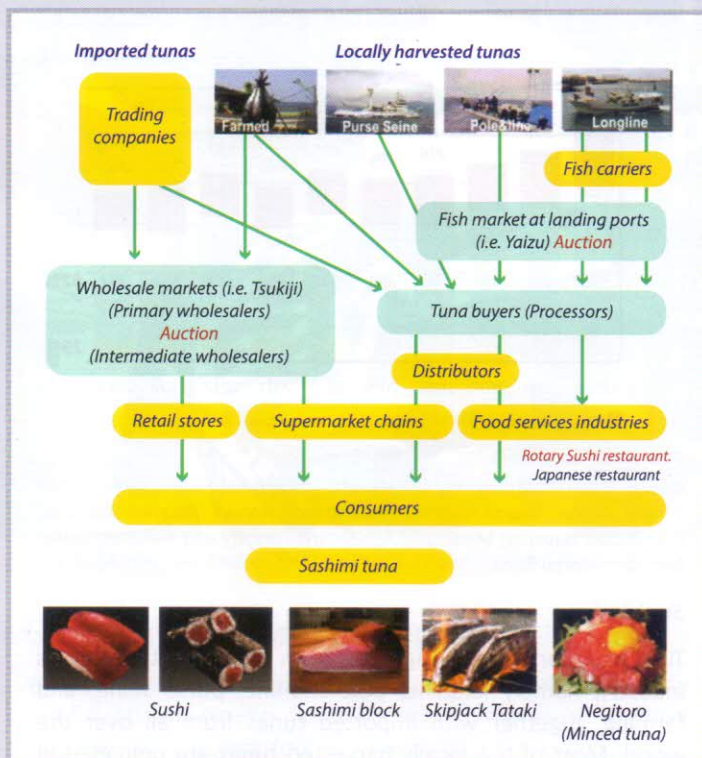 Imported tunas
Locally harvested tunas
Trading
companies
Farmed
Purse Seine
Pole&line
Longline
Fish carriers
Fish market at landing ports
(i.e. Yaizu) Auction
Wholesale markets (i.e. Tsukiji)
(Primary wholesalers)
Auction
(Intermediate wholesalers)
Tuna buyers (Processors)
Distributors
Retail stores
Supermarket chains
Food services industries
Rotary Sushi restaurant.
Japanese restaurant
Consumers
Sashimi tuna
Sushi
Sashimi block
Skipjack Tataki
Negitoro
(Minced tuna)